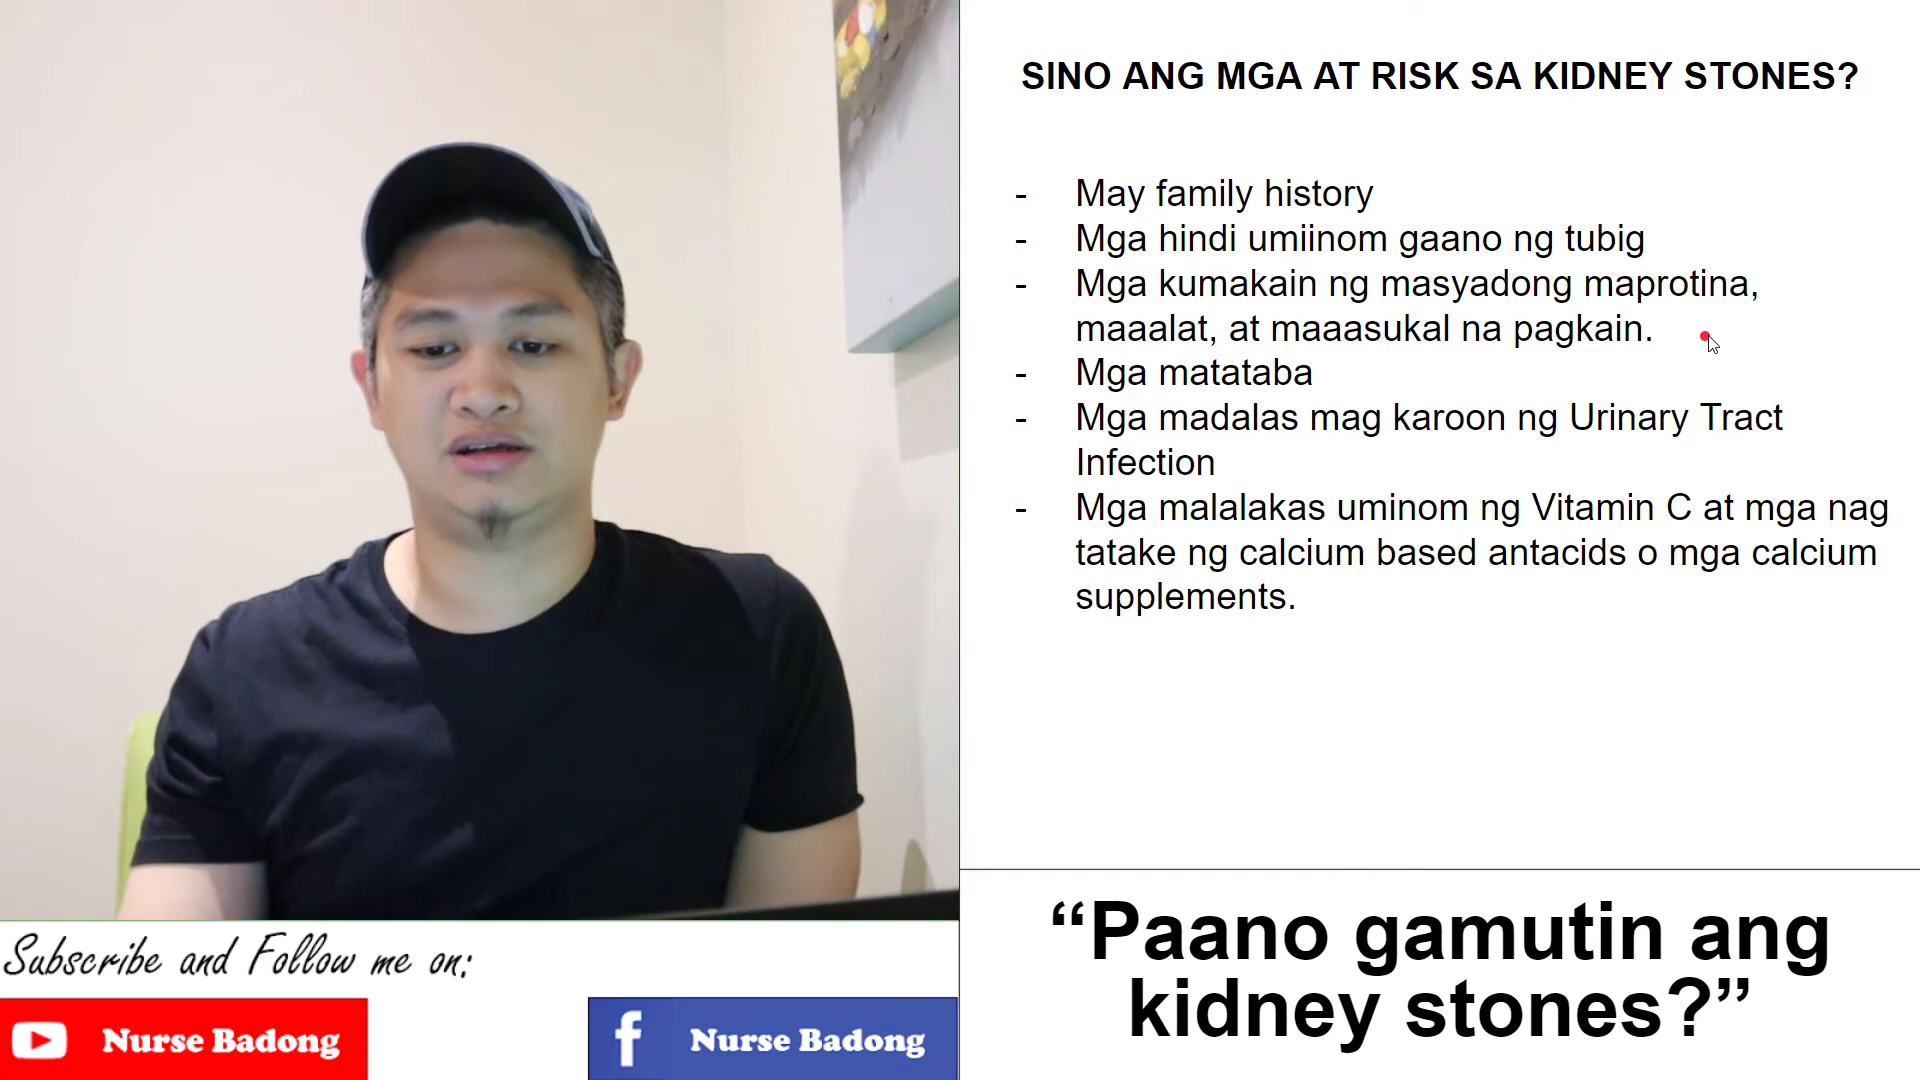 SINO ANG MGA AT RISK SA KIDNEY STONES?
- May family history
- Mga hindi umiinom gaano ng tubig
- Mga kumakain ng masyadong maprotina,
maaalat, at maaasukal na pagkain.
- Mga matataba
- Mga madalas mag karoon ng Urinary Tract
Infection
- Mga malalakas uminom ng Vitamin C at mga nag
tatake ng calcium based antacids o mga calcium
supplements.
“Paano gamutin ang
kidney stones?”
Subscribe and Follow me on:
Nurse Badong
Nurse Badong